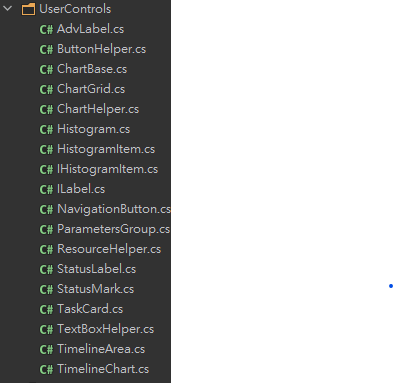 UserControls
C# AdvLabel.cs
C# ButtonHelper.cs
C# ChartBase.cs
C# ChartGrid.cs
C# ChartHelper.cs
C# Histogram.cs
C# HistogramItem.cs
C# IHistogramItem.cs
C# ILabel.cs
C# NavigationButton.cs
C# ParametersGroup.cs
C# ResourceHelper.cs
C# StatusLabel.cs
C# StatusMark.cs
C# TaskCard.cs
C# TextBoxHelper.cs
C# TimelineArea.cs
C# TimelineChart.cs